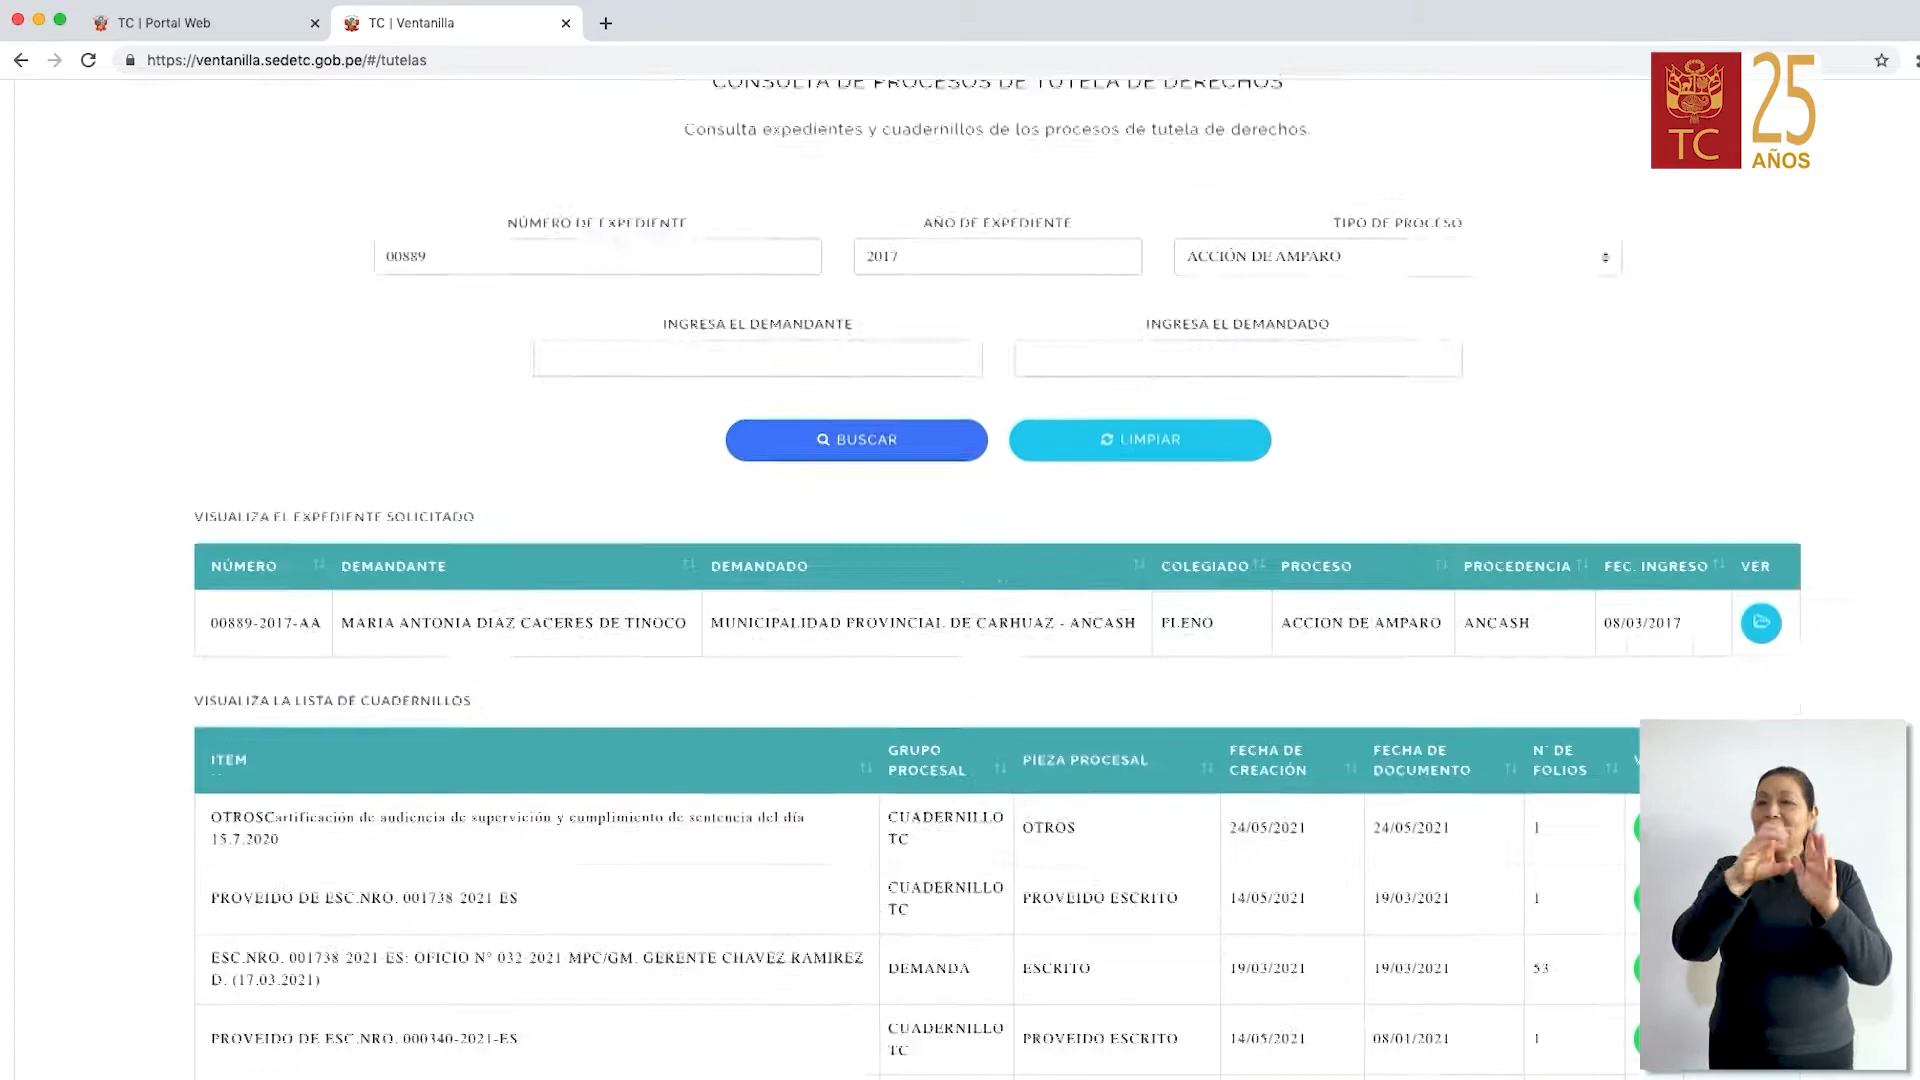 TC | Portal Web
TC | Ventanilla
https://ventanilla.sedetc.gob.pe/#/tutelas
TC
25
AÑOS
CONSULTA DE PROCESOS DE TUTELA DE DERECHOS
Consulta expedientes y cuadernillos de los procesos de tutela de derechos.
NÚMERO DE EXPEDIENTE
AÑO DE EXPEDIENTE
TIPO DE PROCESO
00889
2017
ACCIÓN DE AMPARO
INGRESA EL DEMANDANTE
INGRESA EL DEMANDADO
BUSCAR
LIMPIAR
VISUALIZA EL EXPEDIENTE SOLICITADO
NÚMERO DEMANDANTE DEMANDADO COLEGIADO PROCESO PROCEDENCIA FEC. INGRESO VER
00889-2017-AA MARIA ANTONIA DIAZ CACERES DE TINOCO MUNICIPALIDAD PROVINCIAL DE CARHUAZ - ANCASH PLENO ACCION DE AMPARO ANCASH 08/03/2017
VISUALIZA LA LISTA DE CUADERNILLOS
ITEM
GRUPO
PROCESAL
PIEZA PROCESAL
FECHA DE
CREACIÓN
FECHA DE
DOCUMENTO
N° DE
FOLIOS
OTROSCartificación de audiencia de supervición y cumplimiento de sentencia del día
15.7.2020
CUADERNILLO
TC
OTROS
24/05/2021
24/05/2021
1
PROVEIDO DE ESC.NRO. 001738-2021-ES
CUADERNILLO
TC
PROVEIDO ESCRITO
14/05/2021
19/03/2021
1
ESC.NRO. 001738-2021-ES: OFICIO N° 032-2021-MPC/GM. GERENTE CHAVEZ RAMIREZ
D. (17.03.2021)
DEMANDA
ESCRITO
19/03/2021
19/03/2021
53
PROVEIDO DE ESC.NRO. 000340-2021-ES
CUADERNILLO
TC
PROVEIDO ESCRITO
14/05/2021
08/01/2021
1